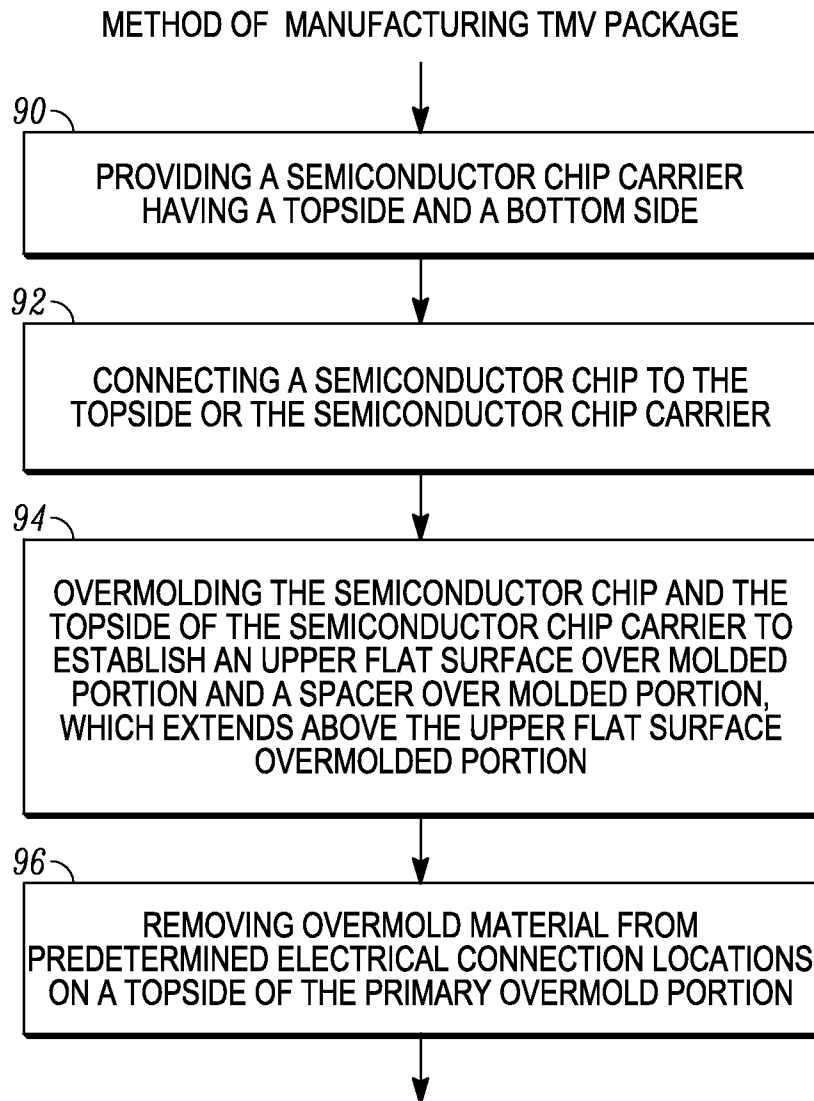 METHOD OF MANUFACTURING TMV PACKAGE
90
PROVIDING A SEMICONDUCTOR CHIP CARRIER
HAVING A TOPSIDE AND A BOTTOM SIDE
92
CONNECTING A SEMICONDUCTOR CHIP TO THE
TOPSIDE OR THE SEMICONDUCTOR CHIP CARRIER
94
OVERMOLDING THE SEMICONDUCTOR CHIP AND THE
TOPSIDE OF THE SEMICONDUCTOR CHIP CARRIER TO
ESTABLISH AN UPPER FLAT SURFACE OVER MOLDED
PORTION AND A SPACER OVER MOLDED PORTION,
WHICH EXTENDS ABOVE THE UPPER FLAT SURFACE
OVERMOLDED PORTION
96
REMOVING OVERMOLD MATERIAL FROM
PREDETERMINED ELECTRICAL CONNECTION LOCATIONS
ON A TOPSIDE OF THE PRIMARY OVERMOLD PORTION